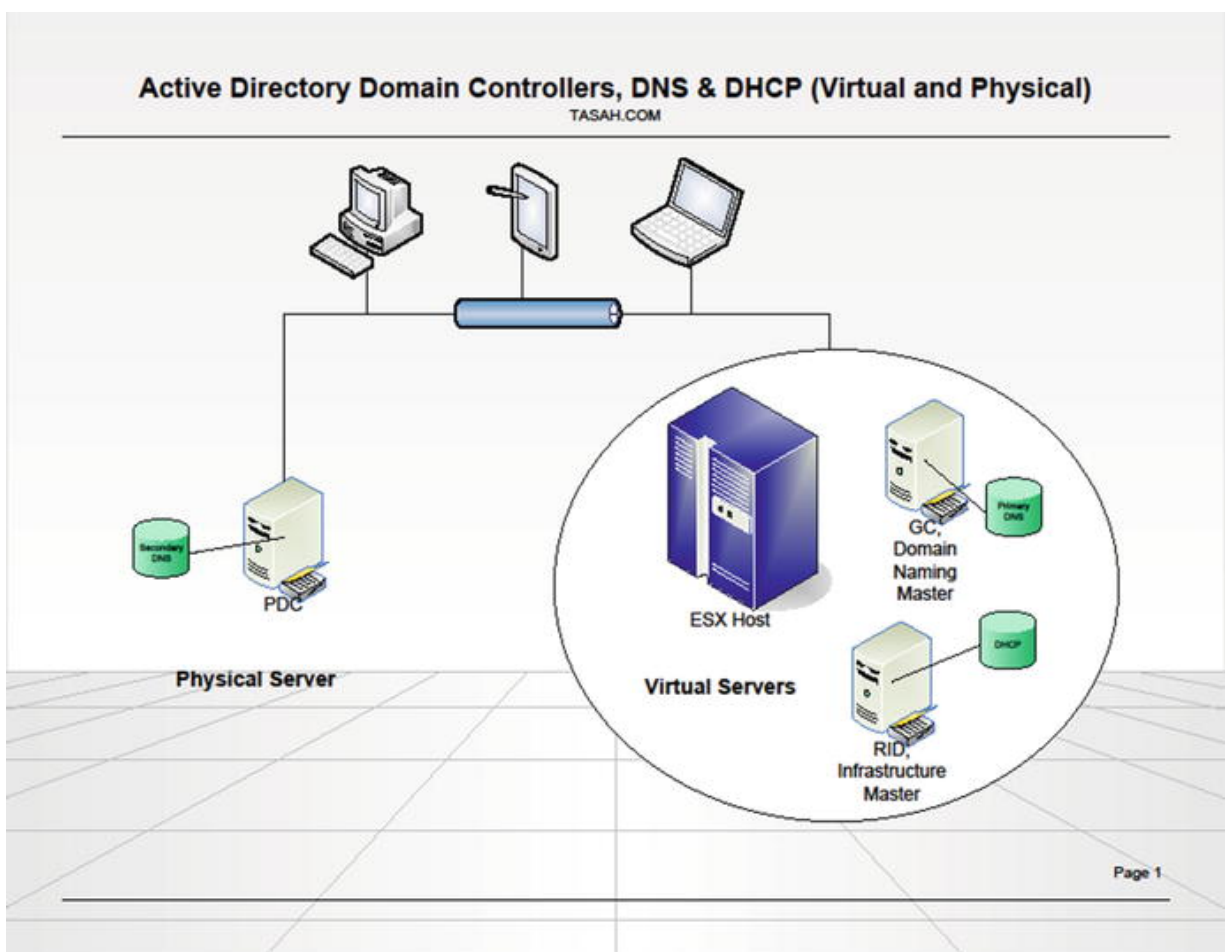 Active Directory Domain Controllers, DNS & DHCP (Virtual and Physical)
TASAH.COM
Secondary
DNS
PDC
Physical Server
ESX Host
Virtual Servers
Primary
DNS
GC,
Domain
Naming
Master
DHCP
RID,
Infrastructure
Master
Page 1